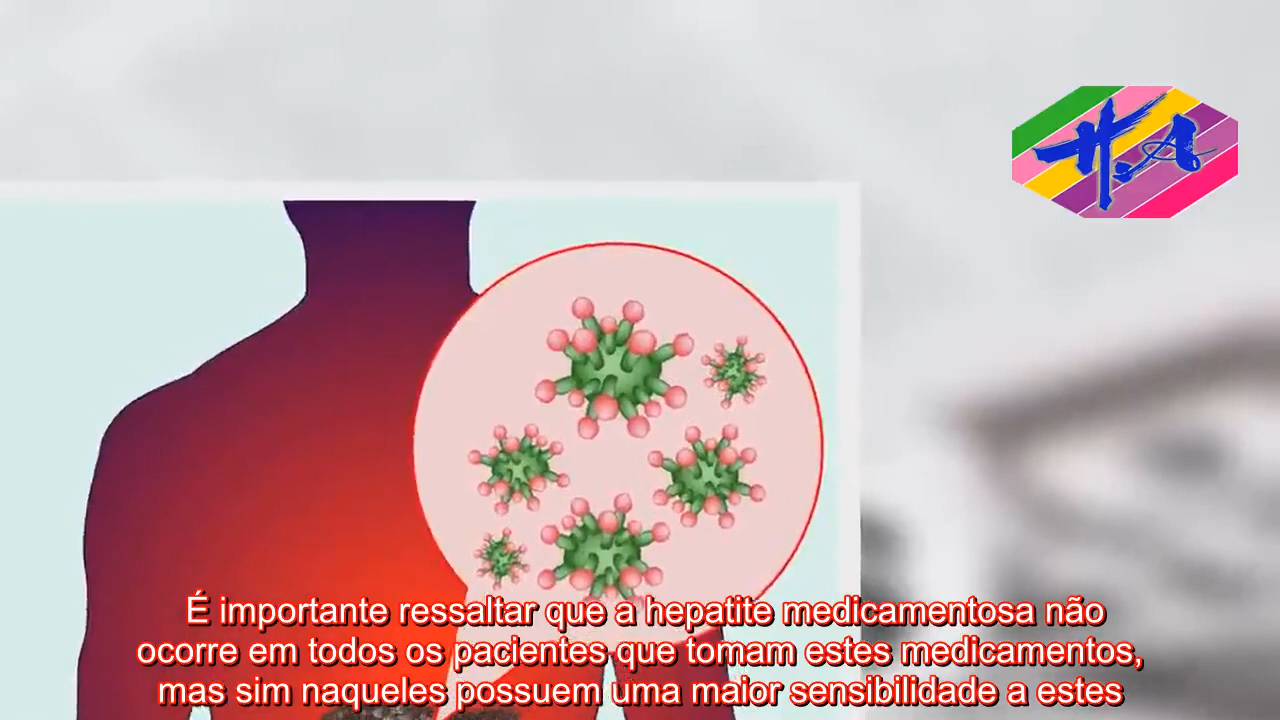 H.A
É importante ressaltar que a hepatite medicamentosa não
ocorre em todos os pacientes que tomam estes medicamentos,
mas sim naqueles possuem uma maior sensibilidade a estes